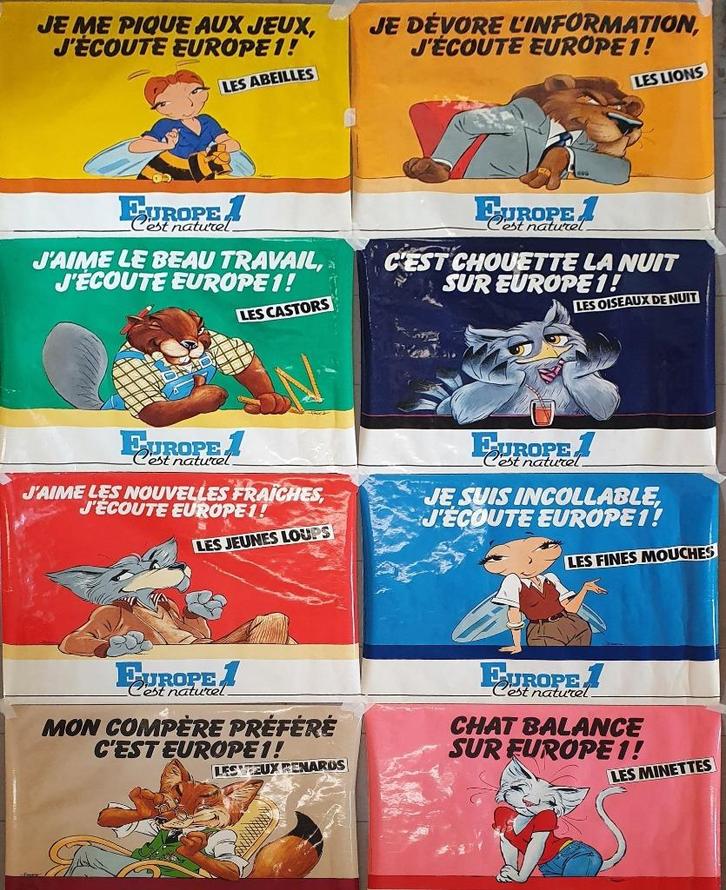 JE ME PIQUE AUX JEUX,
J'ÉCOUTE EUROPE 1 !
LES ABEILLES
EUROPE 1
C'est naturel
JE DÉVORE L'INFORMATION,
J'ÉCOUTE EUROPE 1 !
LES LIONS
EUROPE 1
C'est naturel
J'AIME LE BEAU TRAVAIL,
J'ÉCOUTE EUROPE 1 !
LES CASTORS
EUROPE 1
C'est naturel
C'EST CHOUETTE LA NUIT
SUR EUROPE 1 !
LES OISEAUX DE NUIT
EUROPE 1
C'est naturel
J'AIME LES NOUVELLES FRAÎCHES,
J'ÉCOUTE EUROPE 1 !
LES JEUNES LOUPS
EUROPE 1
C'est naturel
JE SUIS INCOLLABLE,
J'ÉCOUTE EUROPE 1 !
LES FINES MOUCHES
EUROPE 1
C'est naturel
MON COMPÈRE PRÉFÉRÉ
C'EST EUROPE 1 !
LES VIEUX RENARDS
CHAT BALANCE
SUR EUROPE 1 !
LES MINETTES